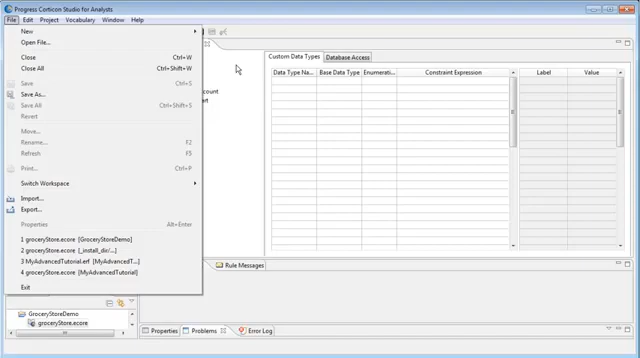 Progress Corticon Studio for Analysts
File Edit Project Vocabulary Window Help
New
Open File...
Close Ctrl+W
Close All Ctrl+Shift+W
Save Ctrl+S
Save As...
Save All Ctrl+Shift+S
Revert
Move...
Rename... F2
Refresh F5
Print... Ctrl+P
Switch Workspace
Import...
Export...
Properties Alt+Enter
1 groceryStore.ecore [GroceryStoreDemo]
2 groceryStore.ecore [_install_dir/...]
3 MyAdvancedTutorial.erf [MyAdvancedT...]
4 groceryStore.ecore [MyAdvancedTutorial]
Exit
count
rt
Custom Data Types Database Access
Data Type Na... Base Data Type Enumerati... Constraint Expression Label Value
Rule Messages
GroceryStoreDemo
groceryStore.ecore
Properties Problems Error Log